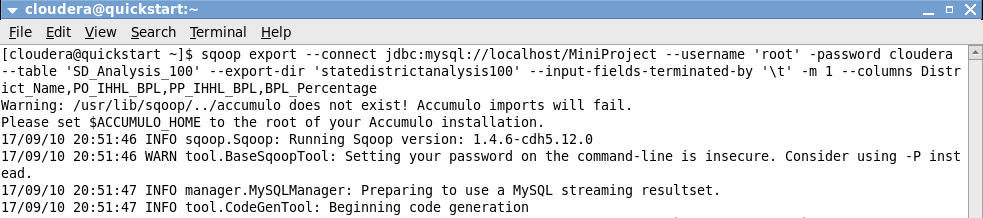 cloudera@quickstart:~
File Edit View Search Terminal Help
[cloudera@quickstart ~]$ sqoop export --connect jdbc:mysql://localhost/MiniProject --username 'root' -password cloudera
--table 'SD_Analysis_100' --export-dir 'statedistrictanalysis100' --input-fields-terminated-by '\t' -m 1 --columns Distr
ict_Name,PO_IHHL_BPL,PP_IHHL_BPL,BPL_Percentage
Warning: /usr/lib/sqoop/../accumulo does not exist! Accumulo imports will fail.
Please set $ACCUMULO_HOME to the root of your Accumulo installation.
17/09/10 20:51:46 INFO sqoop.Sqoop: Running Sqoop version: 1.4.6-cdh5.12.0
17/09/10 20:51:46 WARN tool.BaseSqoopTool: Setting your password on the command-line is insecure. Consider using -P inst
ead.
17/09/10 20:51:47 INFO manager.MySQLManager: Preparing to use a MySQL streaming resultset.
17/09/10 20:51:47 INFO tool.CodeGenTool: Beginning code generation